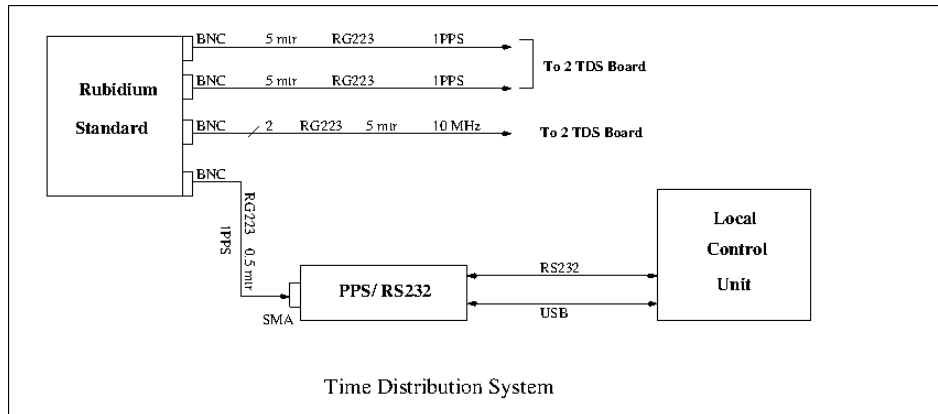 BNC 5 mtr RG223 1PPS
To 2 TDS Board
BNC 5 mtr RG223 1PPS
Rubidium
Standard
BNC 2 RG223 5 mtr 10 MHz
To 2 TDS Board
BNC
RG223 0.5 mtr
1PPS
SMA
PPS/ RS232
RS232
USB
Local
Control
Unit
Time Distribution System